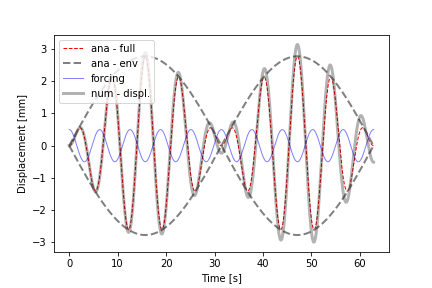 ana - full
ana - env
forcing
num - displ.
Displacement [mm]
3
2
1
0
−1
−2
−3
0 10 20 30 40 50 60
Time [s]